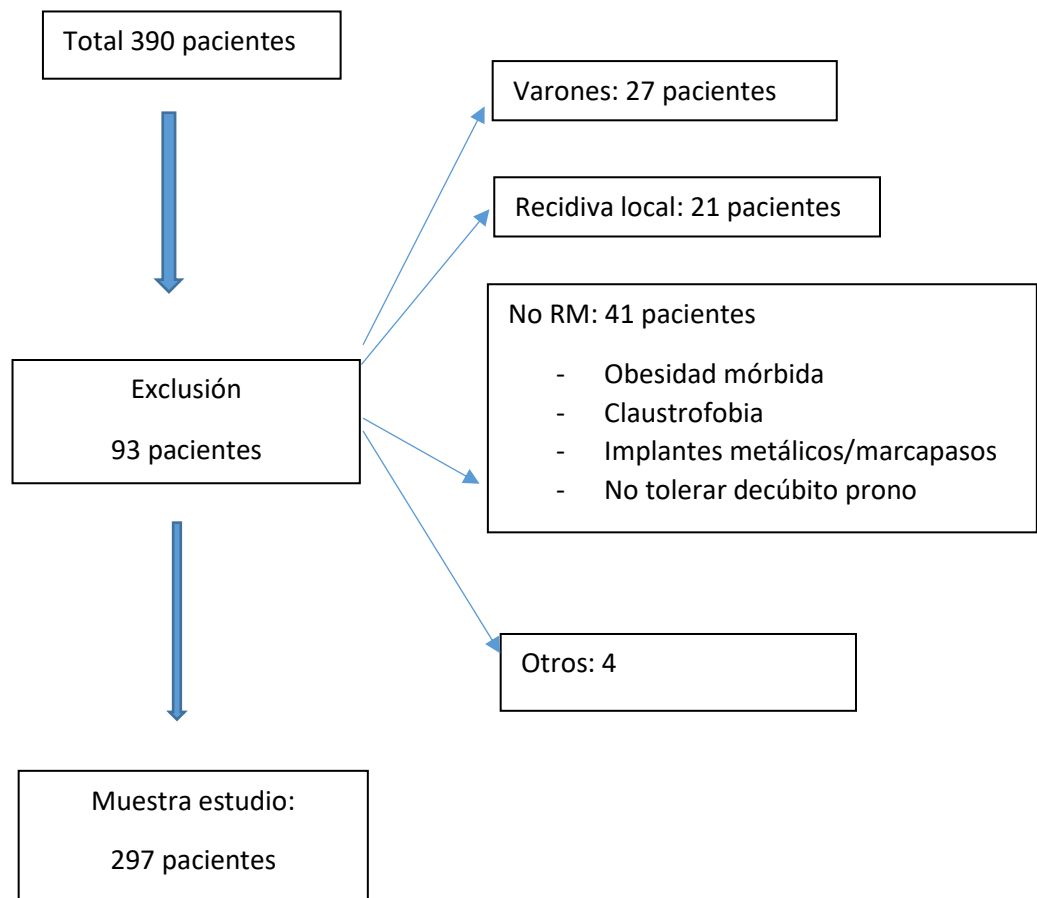 Total 390 pacientes
Varones: 27 pacientes
Recidiva local: 21 pacientes
No RM: 41 pacientes
- Obesidad mórbida
- Claustrofobia
- Implantes metálicos/marcapasos
- No tolerar decúbito prono
Exclusión
93 pacientes
Otros: 4
Muestra estudio:
297 pacientes